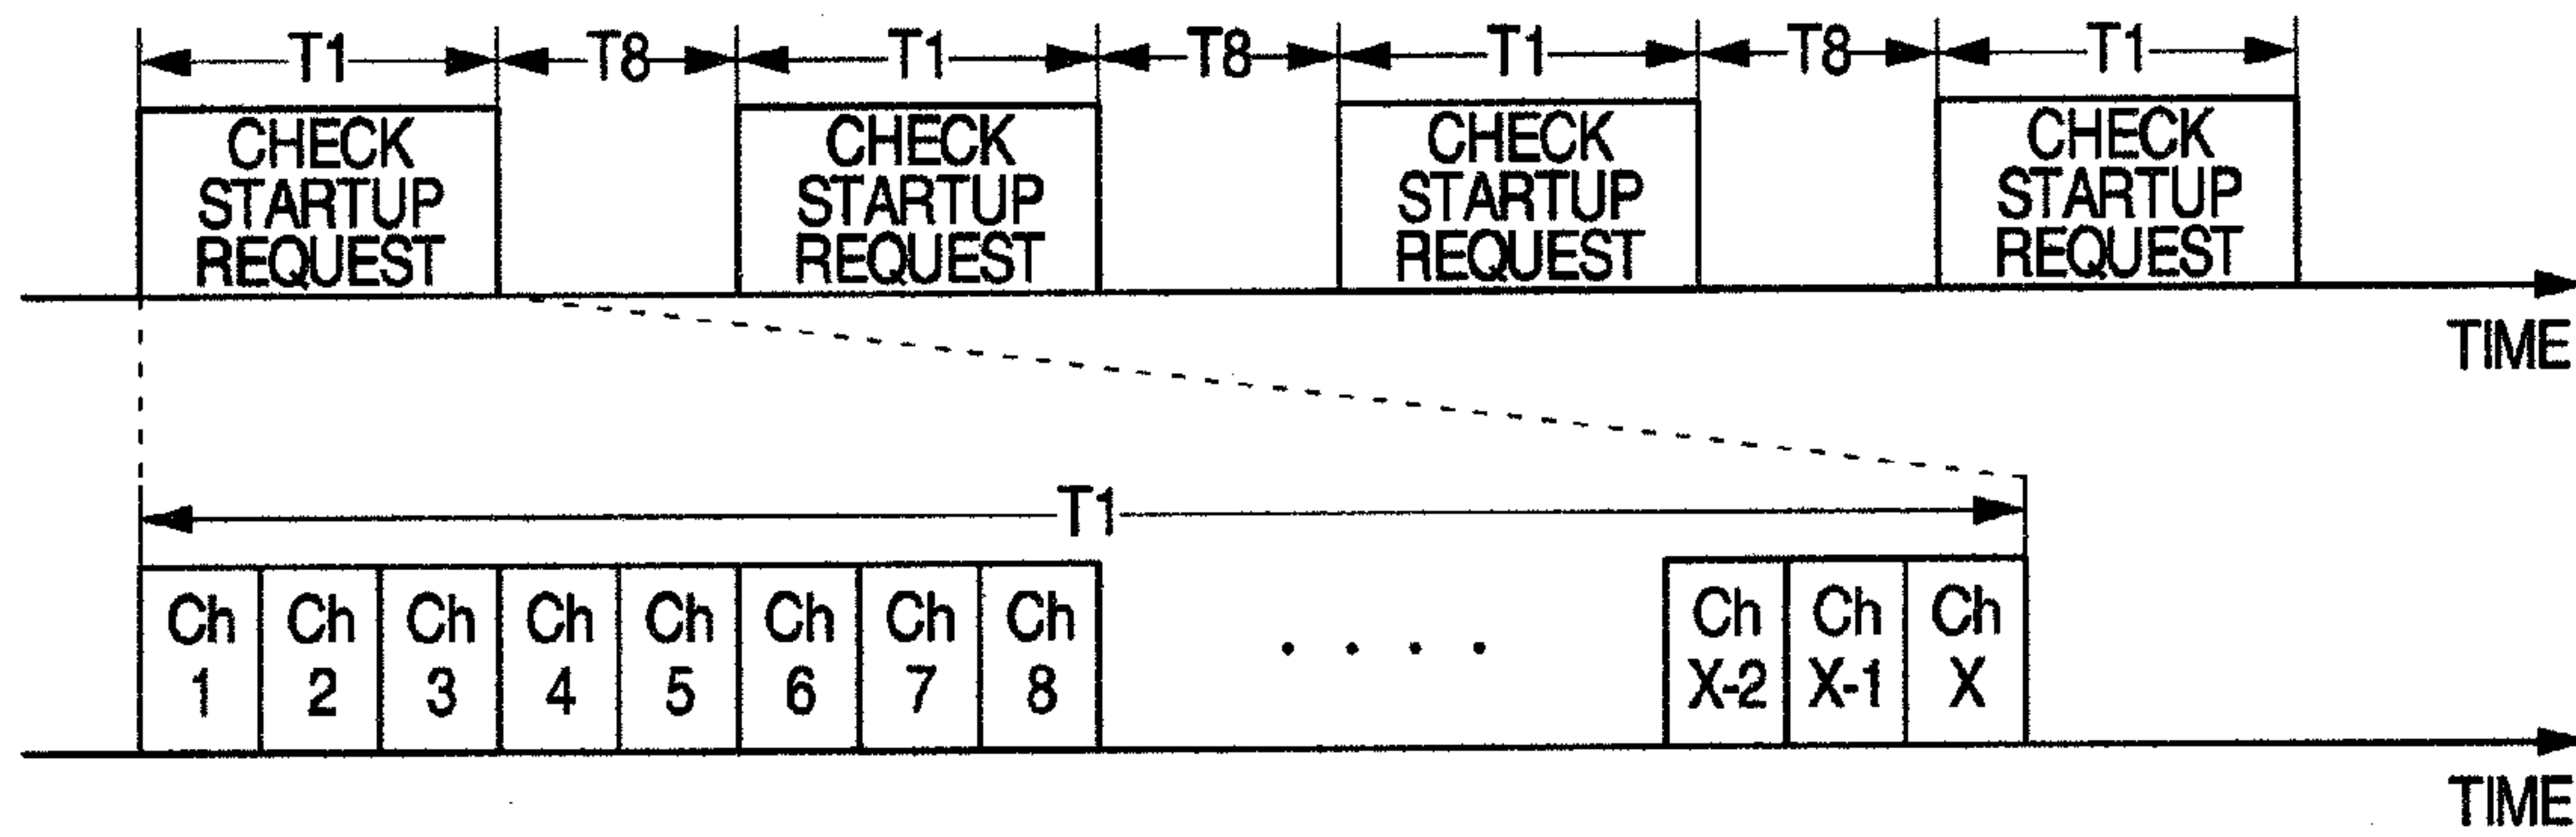 T1 T8 T1 T8 T1 T8 T1
CHECK STARTUP REQUEST
CHECK STARTUP REQUEST
CHECK STARTUP REQUEST
CHECK STARTUP REQUEST
TIME
T1
Ch 1
Ch 2
Ch 3
Ch 4
Ch 5
Ch 6
Ch 7
Ch 8
. . . .
Ch X-2
Ch X-1
Ch X
TIME